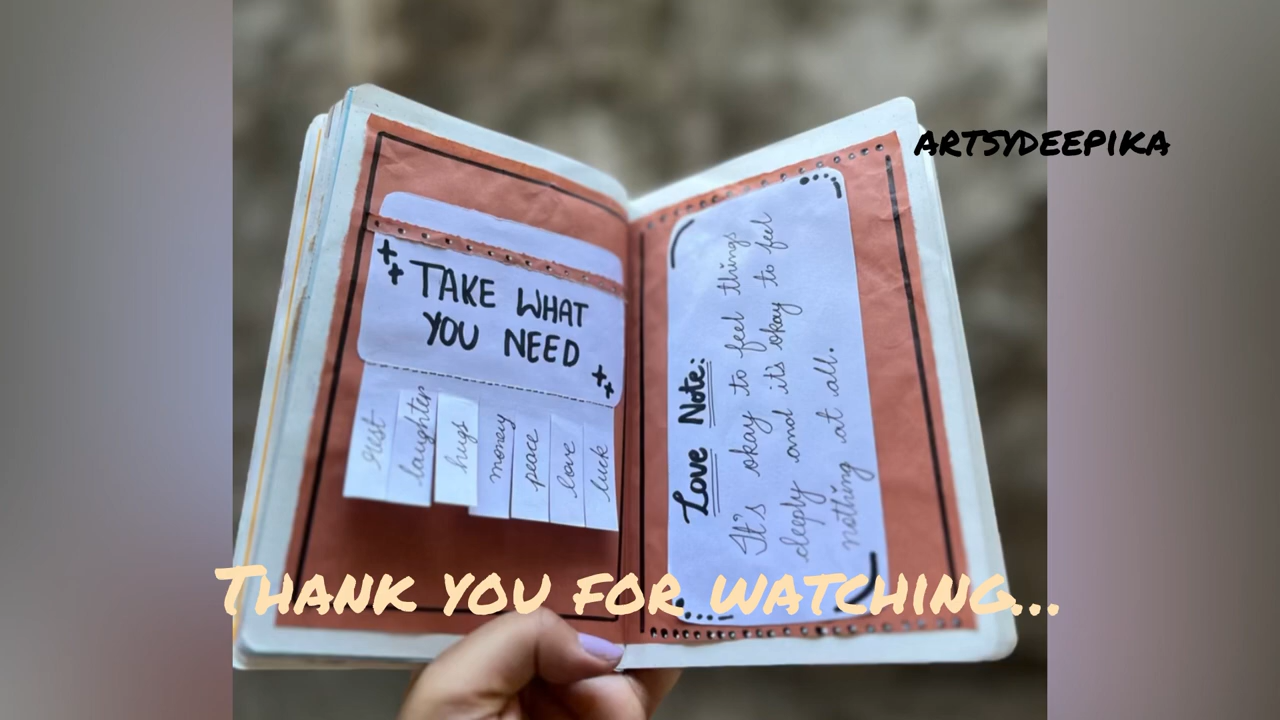 ARTSYDEEPIKA
TAKE WHAT
YOU NEED
rest
laughter
hugs
money
peace
love
luck
Love Note:
It's okay to feel things
deeply and it's okay to feel
nothing at all.
THANK YOU FOR WATCHING...